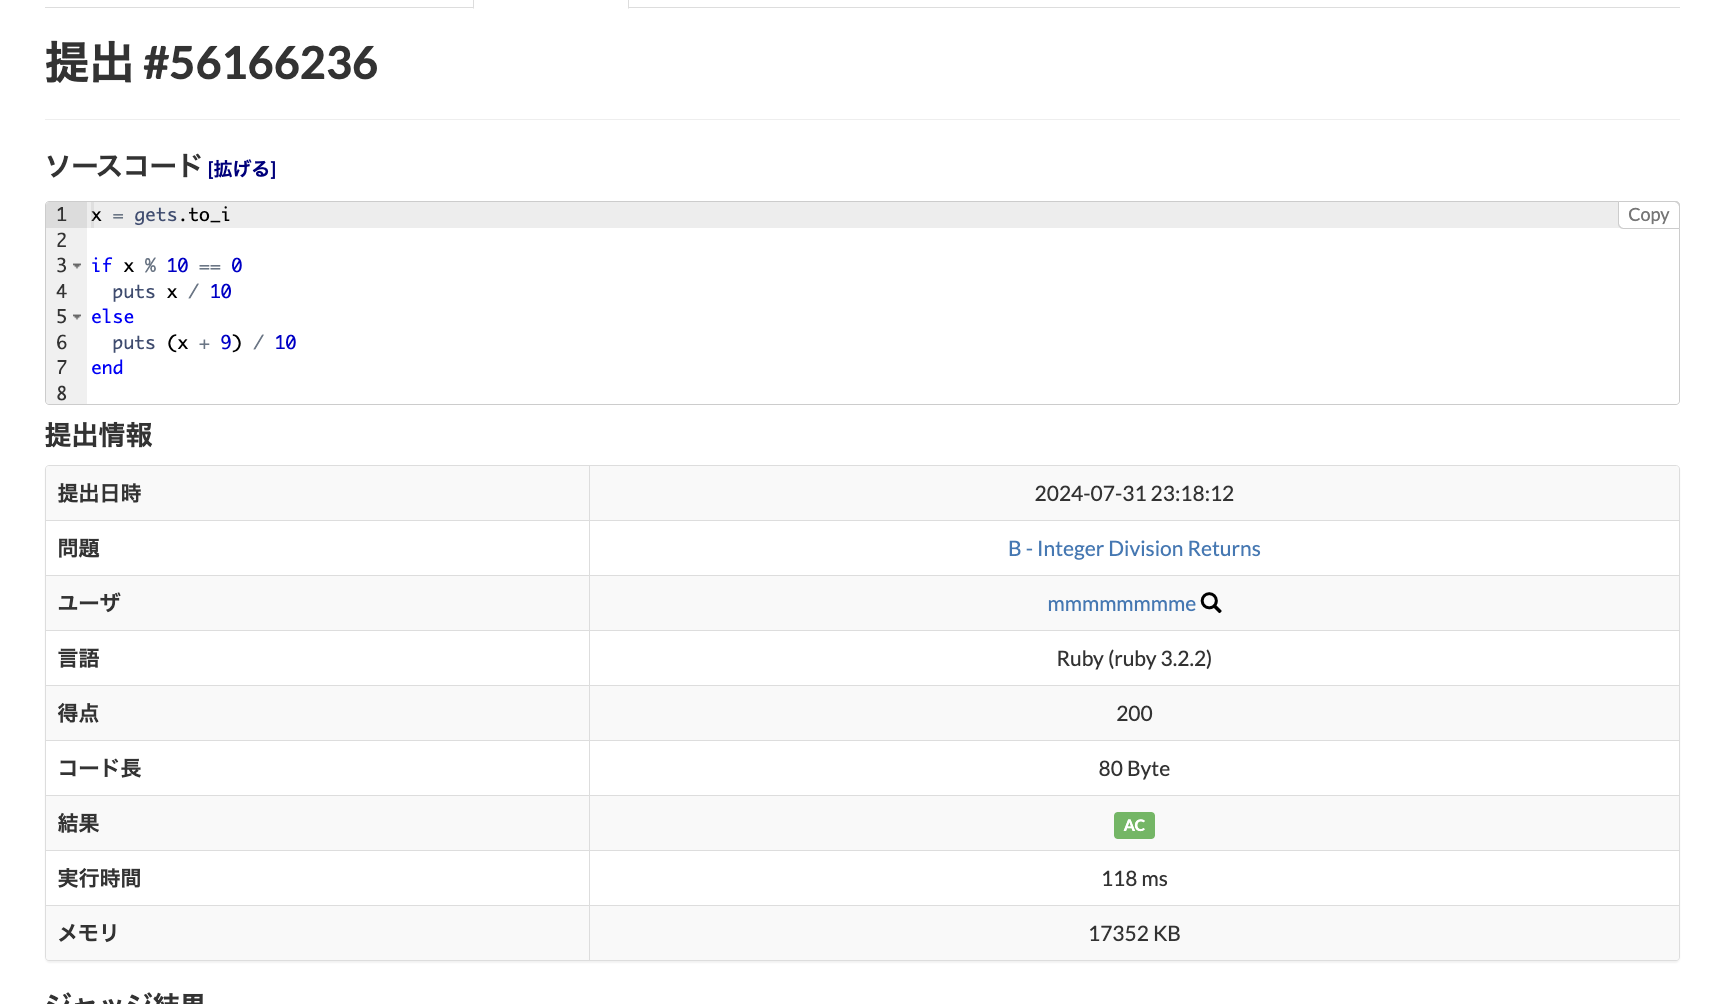 提出 #56166236
ソースコード [拡げる]
Copy
1 x = gets.to_i
2
3 if x % 10 == 0
4   puts x / 10
5 else
6   puts (x + 9) / 10
7 end
8
提出情報
提出日時 2024-07-31 23:18:12
問題 B - Integer Division Returns
ユーザ mmmmmmmme
言語 Ruby (ruby 3.2.2)
得点 200
コード長 80 Byte
結果 AC
実行時間 118 ms
メモリ 17352 KB
ジャッジ結果